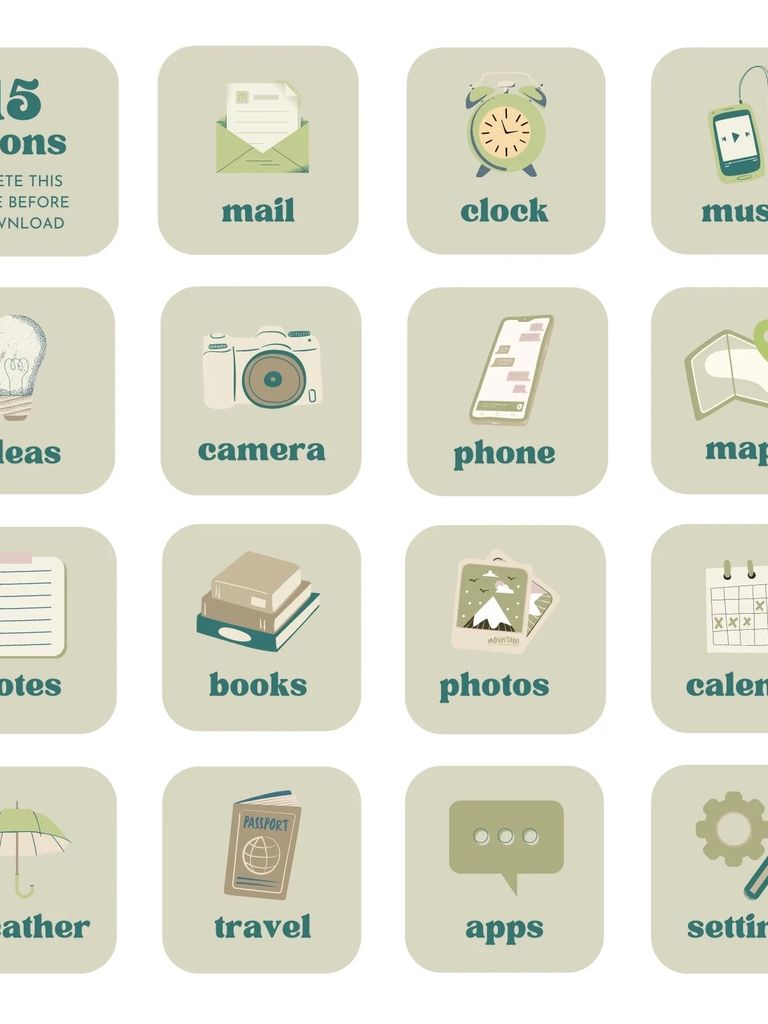 15
ons
ETE THIS
E BEFORE
WNLOAD
mail
clock
mus
leas
camera
phone
map
otes
books
MOUNTAIN
photos
calen
eather
PASSPORT
travel
apps
settin